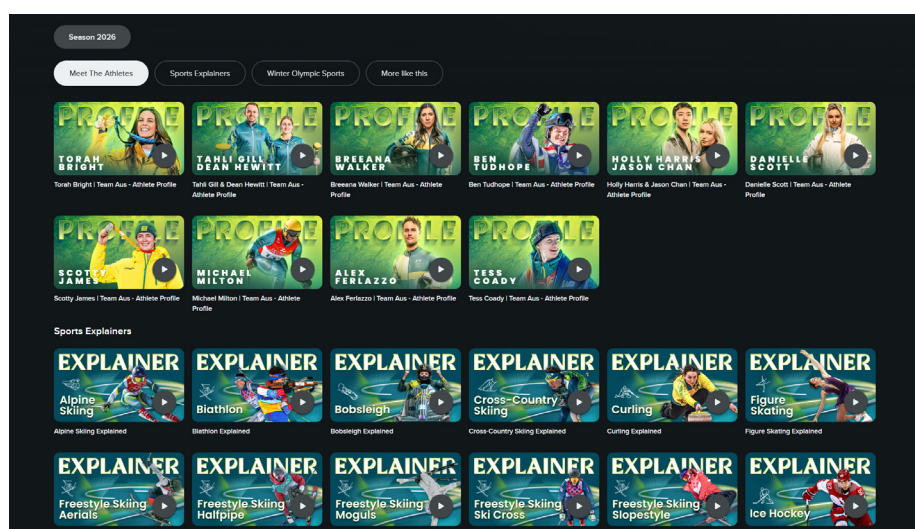 Season 2026
Meet The Athletes
Sports Explainers
Winter Olympic Sports
More like this
PROFILE
TORAH
BRIGHT
PROFILE
TAHLI GILL
DEAN HEWITT
PROFILE
BREEANA
WALKER
PROFILE
BEN
TUDHOPE
PROFILE
HOLLY HARRIS
JASON CHAN
PROFILE
DANIELLE
SCOTT
Torah Bright | Team Aus - Athlete Profile
Tahli Gill & Dean Hewitt | Team Aus -
Athlete Profile
Breeana Walker | Team Aus - Athlete
Profile
Ben Tudhope | Team Aus - Athlete Profile
Holly Harris & Jason Chan | Team Aus -
Athlete Profile
Danielle Scott | Team Aus - Athlete
Profile
PROFILE
SCOTTY
JAMES
PROFILE
MICHAEL
MILTON
PROFILE
ALEX
FERLAZZO
PROFILE
TESS
COADY
Scotty James | Team Aus - Athlete Profile
Michael Milton | Team Aus - Athlete
Profile
Alex Ferlazzo | Team Aus - Athlete Profile
Tess Coady | Team Aus - Athlete Profile
Sports Explainers
EXPLAINER
Alpine
Skiing
EXPLAINER
Biathlon
EXPLAINER
Bobsleigh
EXPLAINER
Cross-Country
Skiing
EXPLAINER
Curling
EXPLAINER
Figure
Skating
Alpine Skiing Explained
Biathlon Explained
Bobsleigh Explained
Cross-Country Skiing Explained
Curling Explained
Figure Skating Explained
EXPLAINER
Freestyle Skiing
Aerials
EXPLAINER
Freestyle Skiing
Halfpipe
EXPLAINER
Freestyle Skiing
Moguls
EXPLAINER
Freestyle Skiing
Ski Cross
EXPLAINER
Freestyle Skiing
Slopestyle
EXPLAINER
Ice Hockey